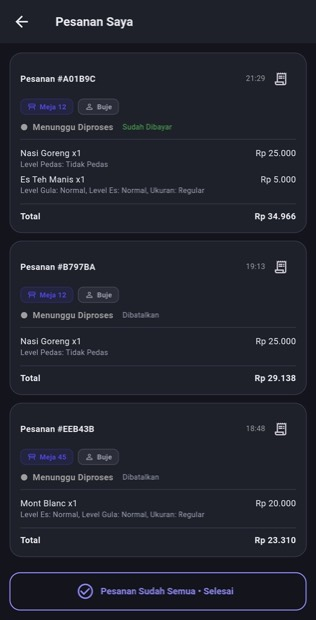 Pesanan Saya
Pesanan #A01B9C 21:29
Meja 12 Buje
Menunggu Diproses Sudah Dibayar
Nasi Goreng x1 Rp 25.000
Level Pedas: Tidak Pedas
Es Teh Manis x1 Rp 5.000
Level Gula: Normal, Level Es: Normal, Ukuran: Regular
Total Rp 34.966
Pesanan #B797BA 19:13
Meja 12 Buje
Menunggu Diproses Dibatalkan
Nasi Goreng x1 Rp 25.000
Level Pedas: Tidak Pedas
Total Rp 29.138
Pesanan #EEB43B 18:48
Meja 45 Buje
Menunggu Diproses Dibatalkan
Mont Blanc x1 Rp 20.000
Level Es: Normal, Level Gula: Normal, Ukuran: Regular
Total Rp 23.310
Pesanan Sudah Semua • Selesai